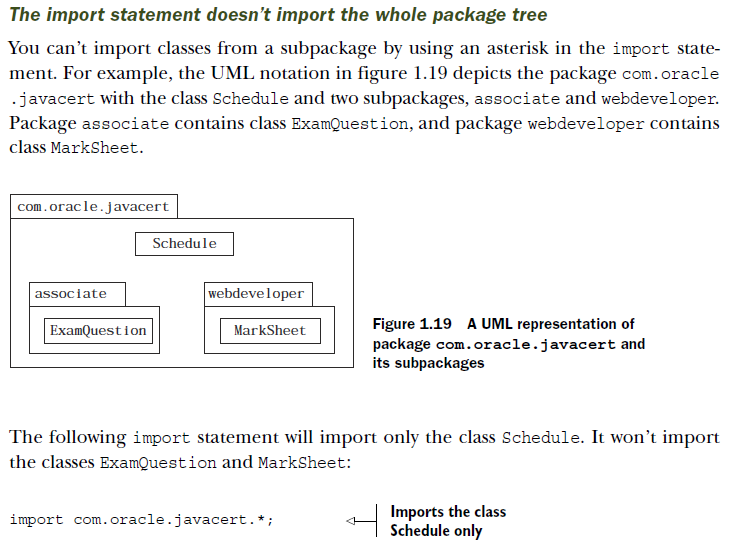 The import statement doesn't import the whole package tree
You can't import classes from a subpackage by using an asterisk in the import state-
ment. For example, the UML notation in figure 1.19 depicts the package com.oracle
.javacert with the class Schedule and two subpackages, associate and webdeveloper.
Package associate contains class ExamQuestion, and package webdeveloper contains
class MarkSheet.
com.oracle.javacert
Schedule
associate
webdeveloper
ExamQuestion
MarkSheet
Figure 1.19 A UML representation of
package com.oracle.javacert and
its subpackages
The following import statement will import only the class Schedule. It won't import
the classes ExamQuestion and MarkSheet:
import com.oracle.javacert.*;
Imports the class
Schedule only